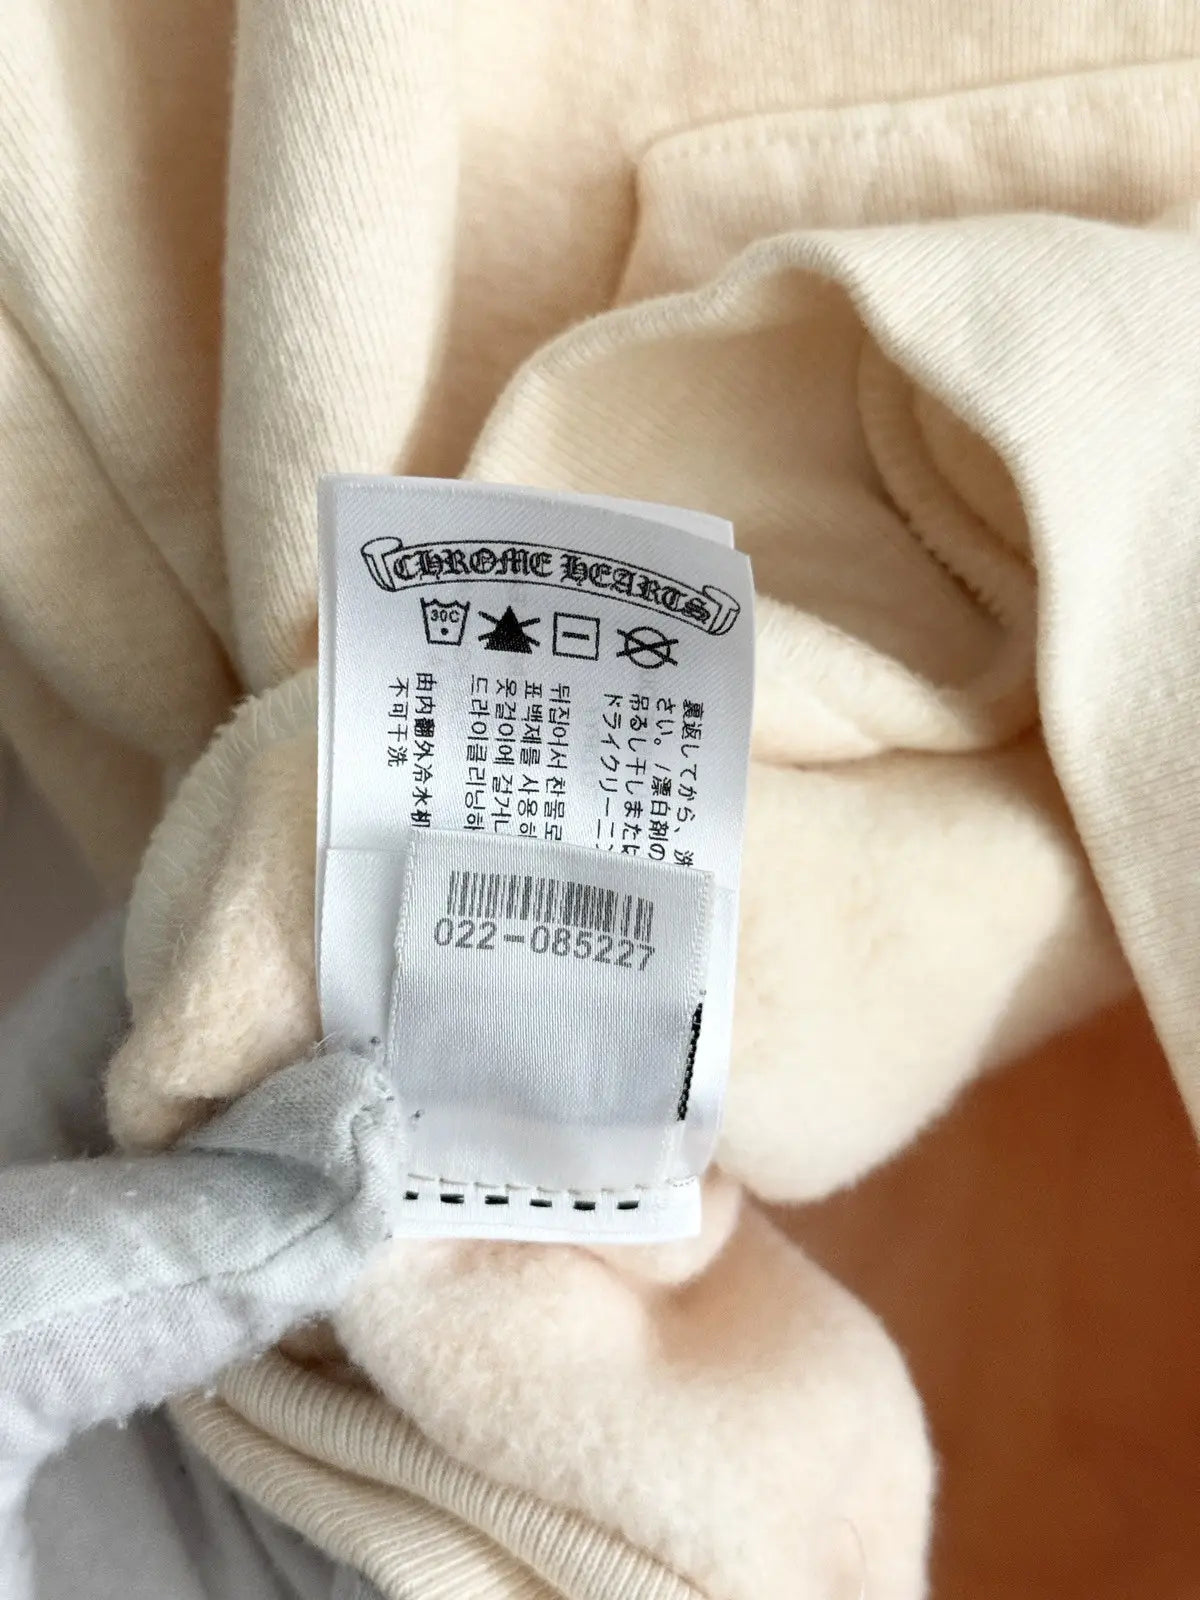 CHROME HEARTS
30C
裏返してから、洗
さい。/漂白剤の
吊るし干しまたは
ドライクリーニン
뒤집어서 찬물로
표백제를 사용하
옷걸이에 걸거나
드라이클리닝하
由内翻外冷水机
不可干洗
022-085227